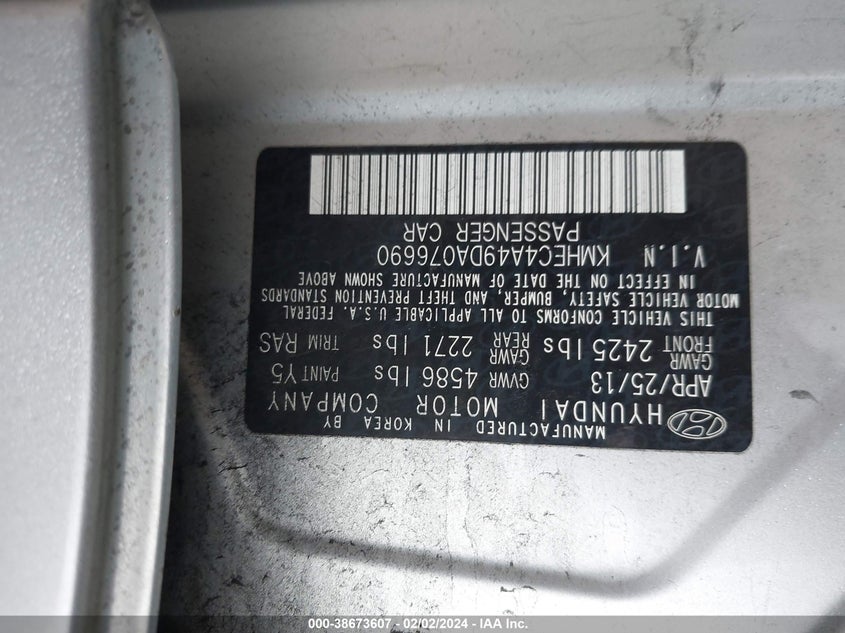 MANUFACTURED IN KOREA BY
HYUNDAI MOTOR COMPANY
APR/25/13 GVWR 4586 lbs PAINT Y5
GAWR FRONT 2425 lbs GAWR REAR 2271 lbs TRIM RAS
THIS VEHICLE CONFORMS TO ALL APPLICABLE U.S.A. FEDERAL
MOTOR VEHICLE SAFETY, BUMPER, AND THEFT PREVENTION STANDARDS
IN EFFECT ON THE DATE OF MANUFACTURE SHOWN ABOVE
V.I.N KMHEC4A49DA076690
PASSENGER CAR
000-38673607 - 02/02/2024 - IAA Inc.